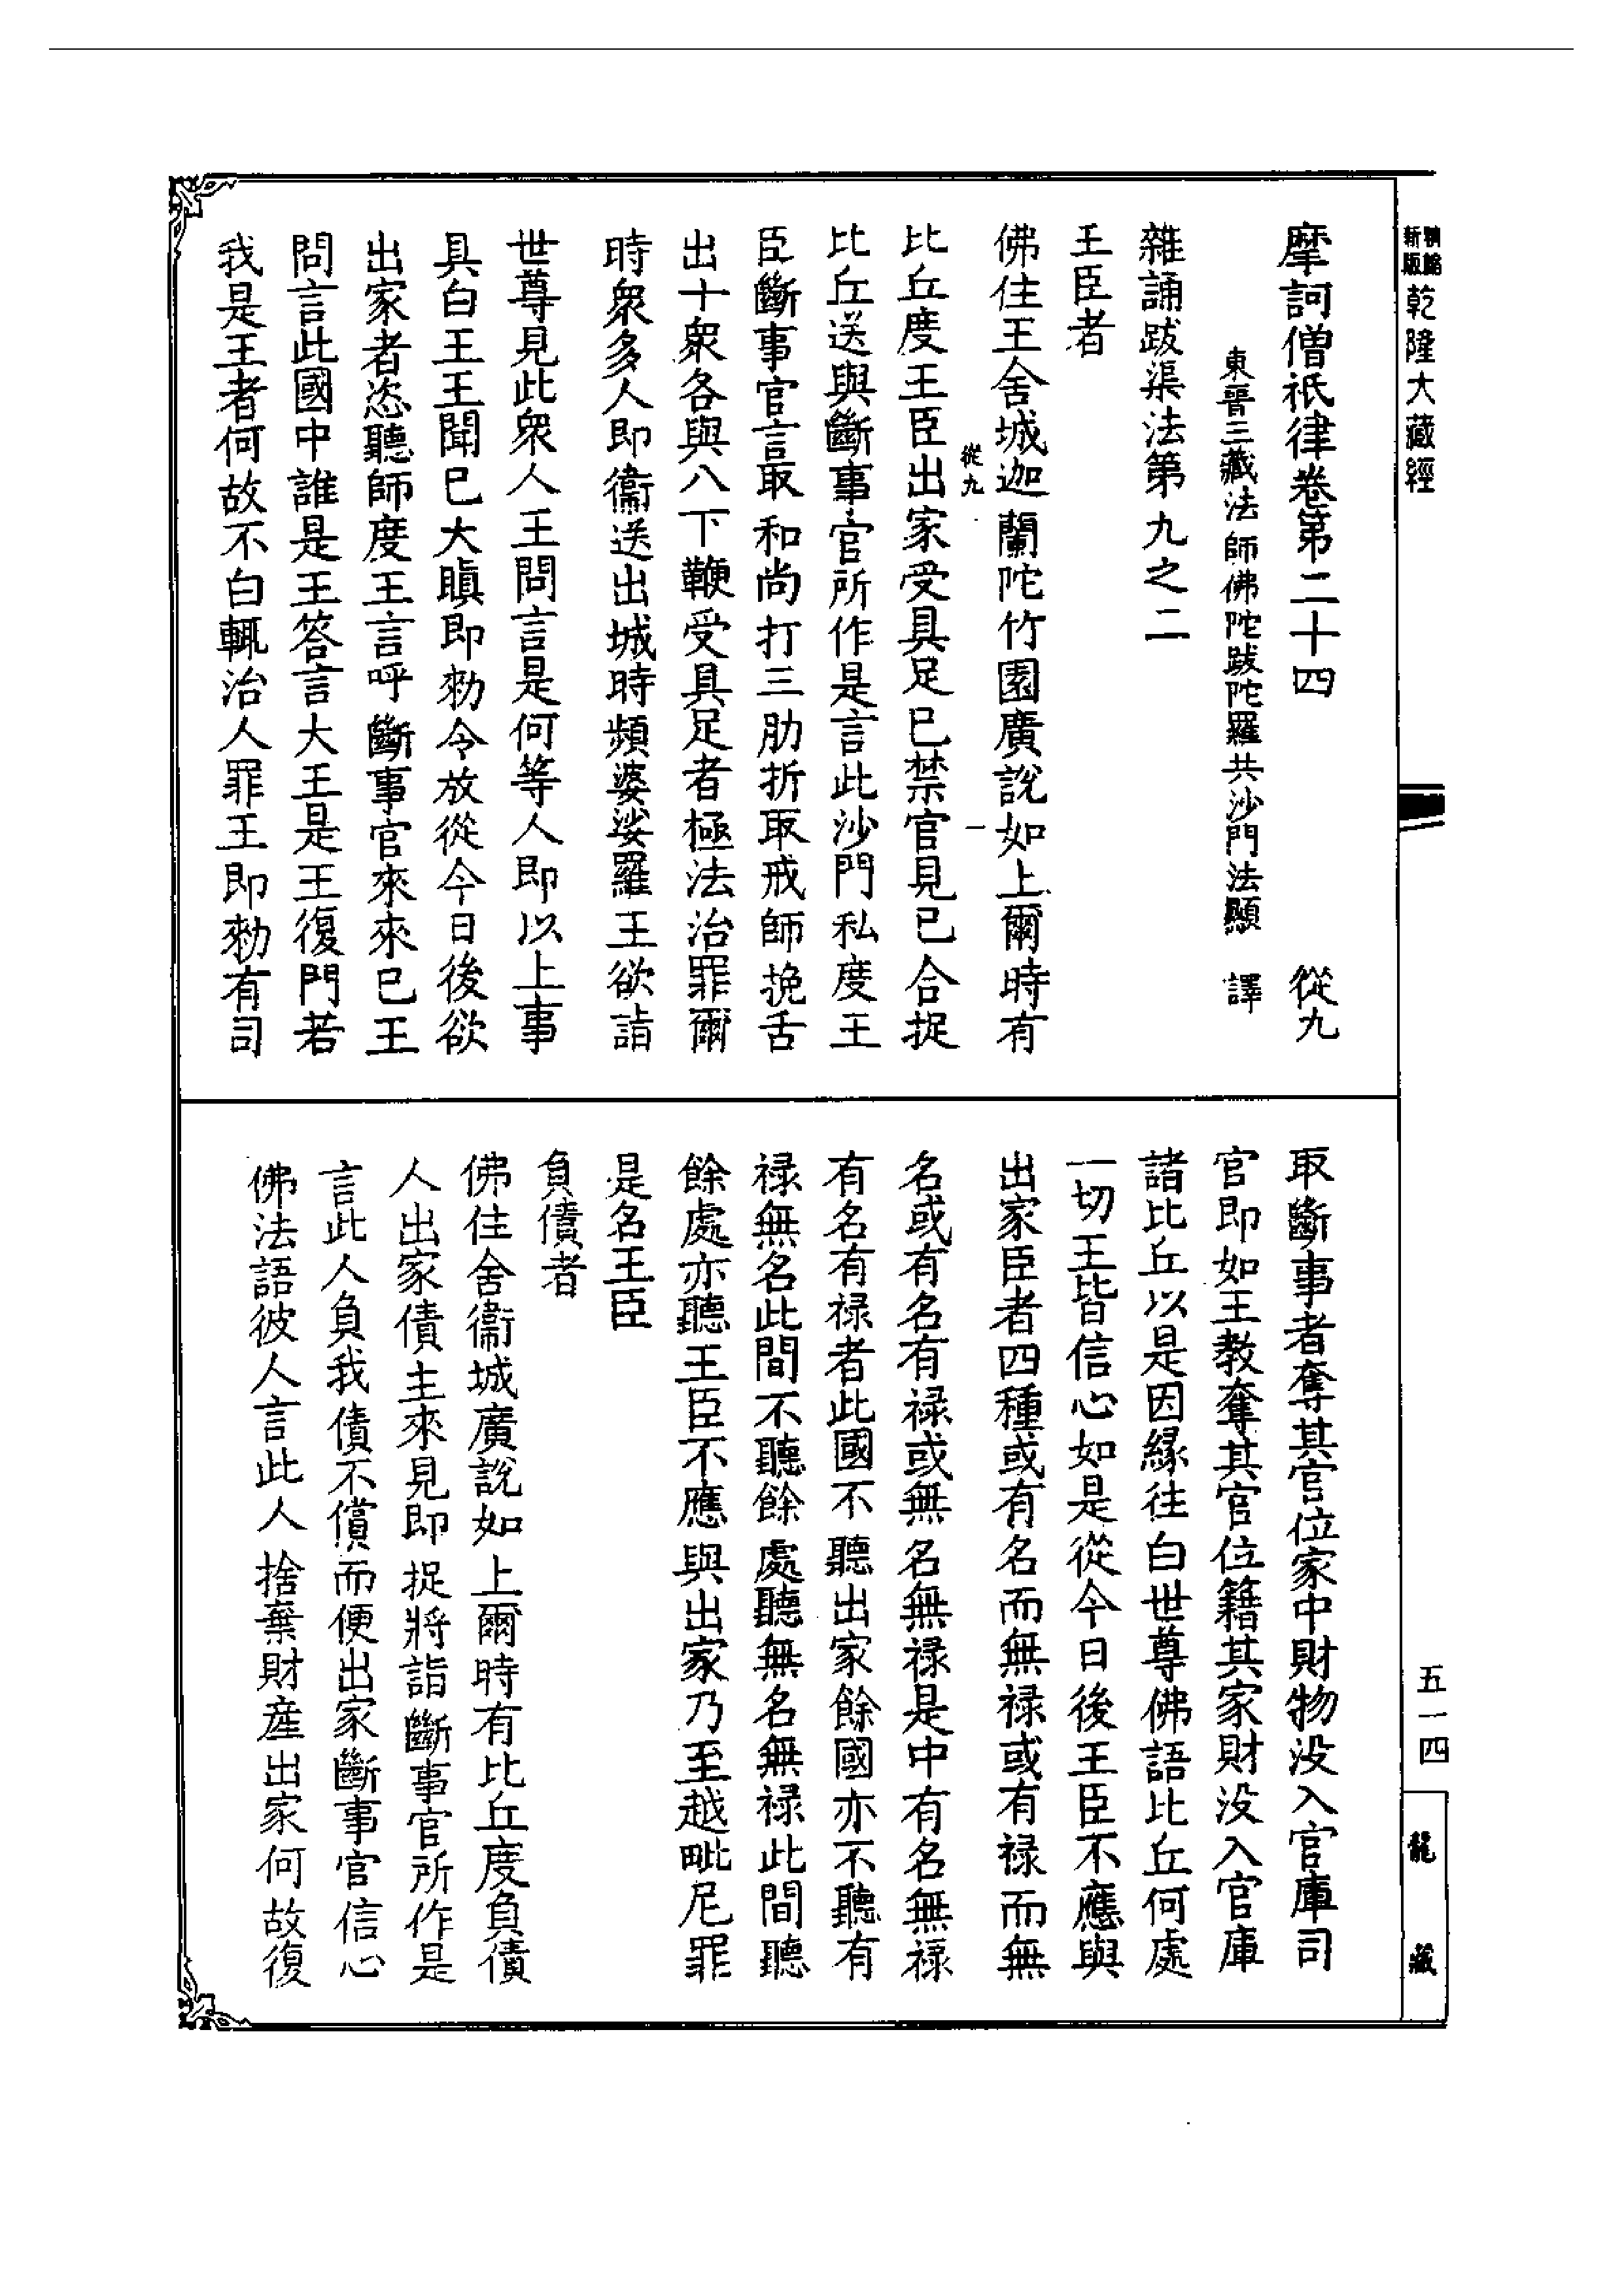 精繕新版乾隆大藏經
摩訶僧祇律卷第二十四 從九
東晉三藏法師佛陀跋陀羅共沙門法顯 譯
雜誦跋渠法第九之二
王臣者
佛住王舍城迦蘭陀竹園廣說如上爾時有
從九 一
比丘度王臣出家受具足已禁官見已合捉
比丘送與斷事官所作是言此沙門私度王
臣斷事官言取和尚打三肋折取戒師挽舌
出十衆各與八下鞭受具足者極法治罪爾
時衆多人即衞送出城時頻婆娑羅王欲詣
世尊見此衆人王問言是何等人即以上事
具白王王聞已大瞋即勑令放從今日後欲
出家者恣聽師度王言呼斷事官來來已王
問言此國中誰是王答言大王是王復門若
我是王者何故不白輒治人罪王即勑有司
取斷事者奪其官位家中財物没入官庫司
官即如王教奪其官位籍其家財没入官庫
諸比丘以是因緣往白世尊佛語比丘何處
一切王皆信心如是從今日後王臣不應與
出家臣者四種或有名而無禄或有禄而無
名或有名有禄或無名無禄是中有名無禄
有名有禄者此國不聽出家餘國亦不聽有
禄無名此間不聽餘處聽無名無禄此間聽
餘處亦聽王臣不應與出家乃至越毗尼罪
是名王臣
負債者
佛住舍衞城廣說如上爾時有比丘度負債
人出家債主來見即捉將詣斷事官所作是
言此人負我債不償而便出家斷事官信心
佛法語彼人言此人捨棄財産出家何故復
五一四
龍藏